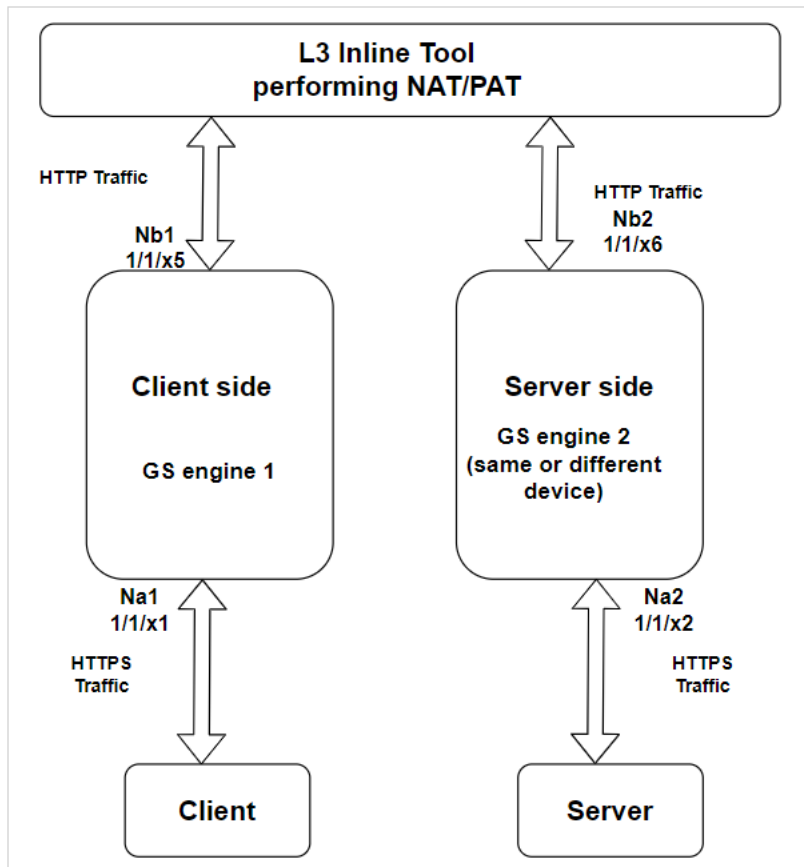 L3 Inline Tool
performing NAT/PAT
HTTP Traffic
HTTP Traffic
Nb1
1/1/x5
Nb2
1/1/x6
Client side
GS engine 1
Server side
GS engine 2
(same or different
device)
Na1
1/1/x1
HTTPS
Traffic
Na2
1/1/x2
HTTPS
Traffic
Client
Server